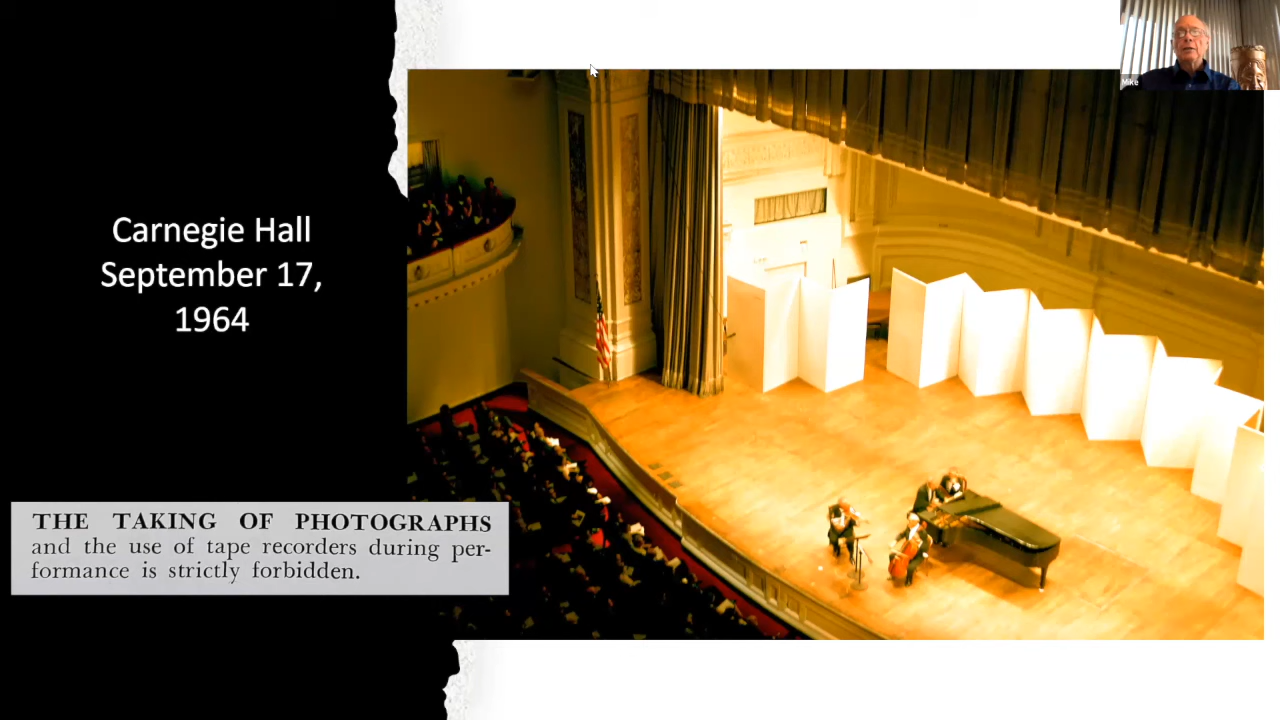 Mike
Carnegie Hall
September 17,
1964
THE TAKING OF PHOTOGRAPHS
and the use of tape recorders during per-
formance is strictly forbidden.